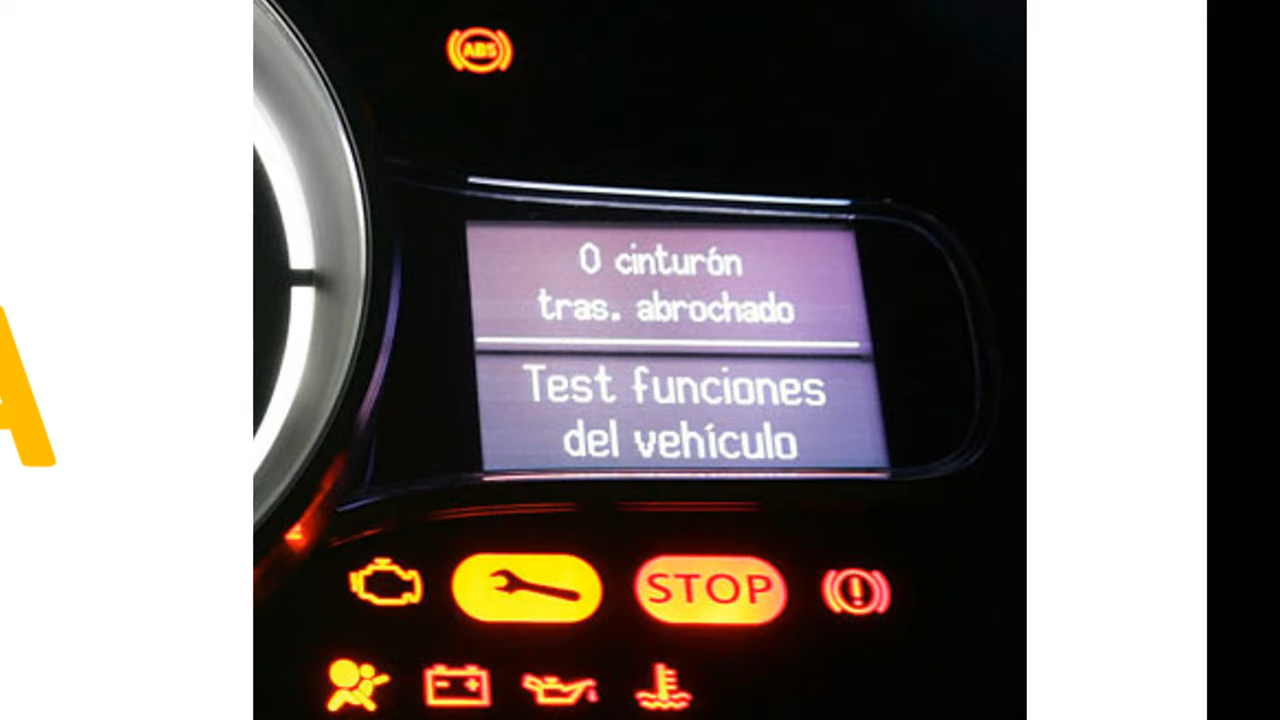 ABS
0 cinturón
tras. abrochado
Test funciones
del vehículo
STOP
A